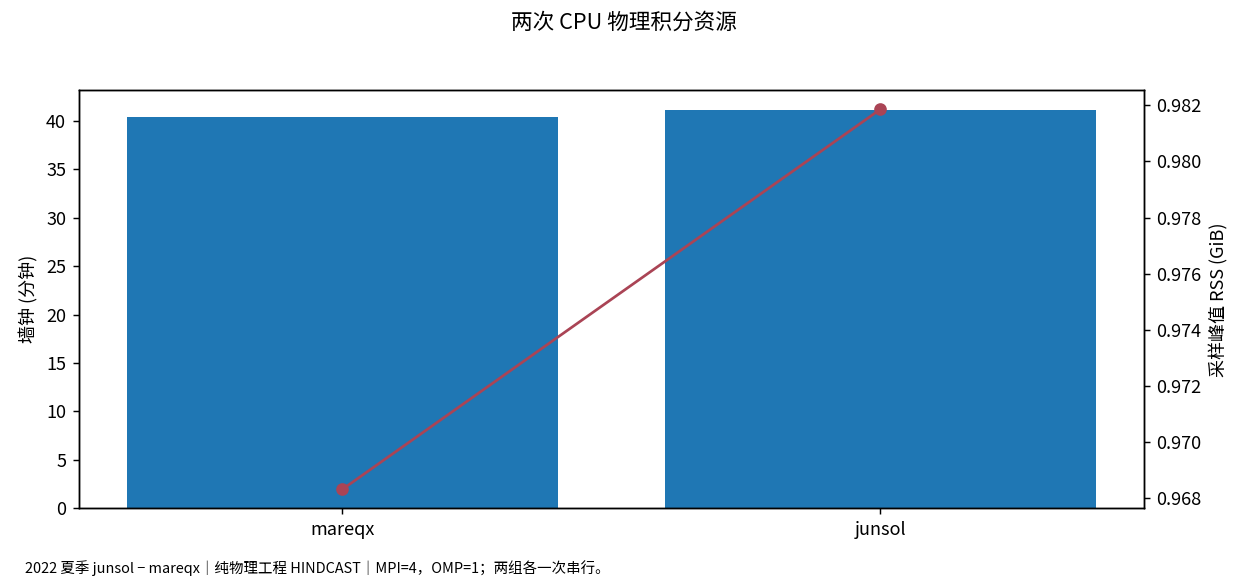 两次 CPU 物理积分资源
墙钟 (分钟)
40
35
30
25
20
15
10
5
0
采样峰值 RSS (GiB)
0.982
0.980
0.978
0.976
0.974
0.972
0.970
0.968
mareqx
junsol
2022 夏季 junsol − mareqx｜纯物理工程 HINDCAST｜MPI=4，OMP=1；两组各一次串行。